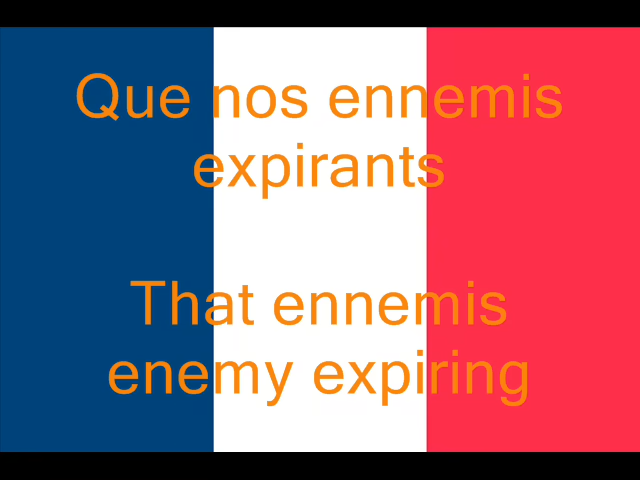 Que nos ennemis
expirants
That ennemis
enemy expiring